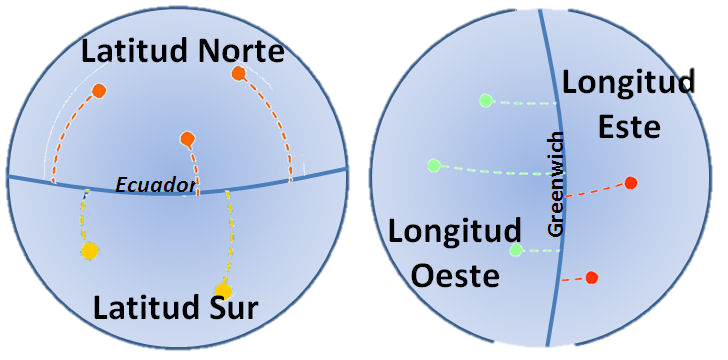 Latitud Norte
Ecuador
Latitud Sur
Longitud
Este
Greenwich
Longitud
Oeste